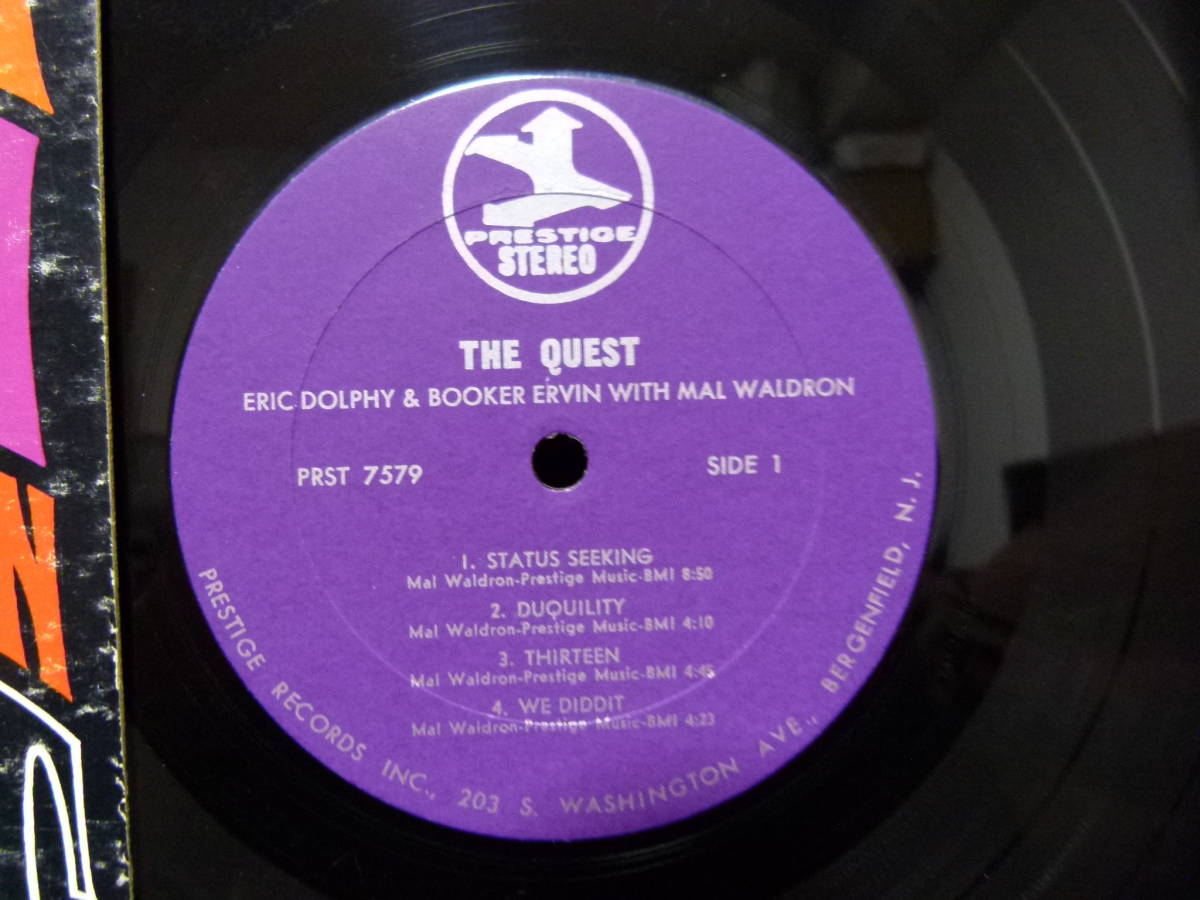 PRESTIGE
STEREO
THE QUEST
ERIC DOLPHY & BOOKER ERVIN WITH MAL WALDRON
PRST 7579
SIDE 1
1. STATUS SEEKING
Mal Waldron-Prestige Music-BMI 8:50
2. DUQUILITY
Mal Waldron-Prestige Music-BMI 4:10
3. THIRTEEN
Mal Waldron-Prestige Music-BMI 4:45
4. WE DIDDIT
Mal Waldron-Prestige Music-BMI 4:23
PRESTIGE RECORDS INC., 203 S. WASHINGTON AVE., BERGENFIELD, N. J.